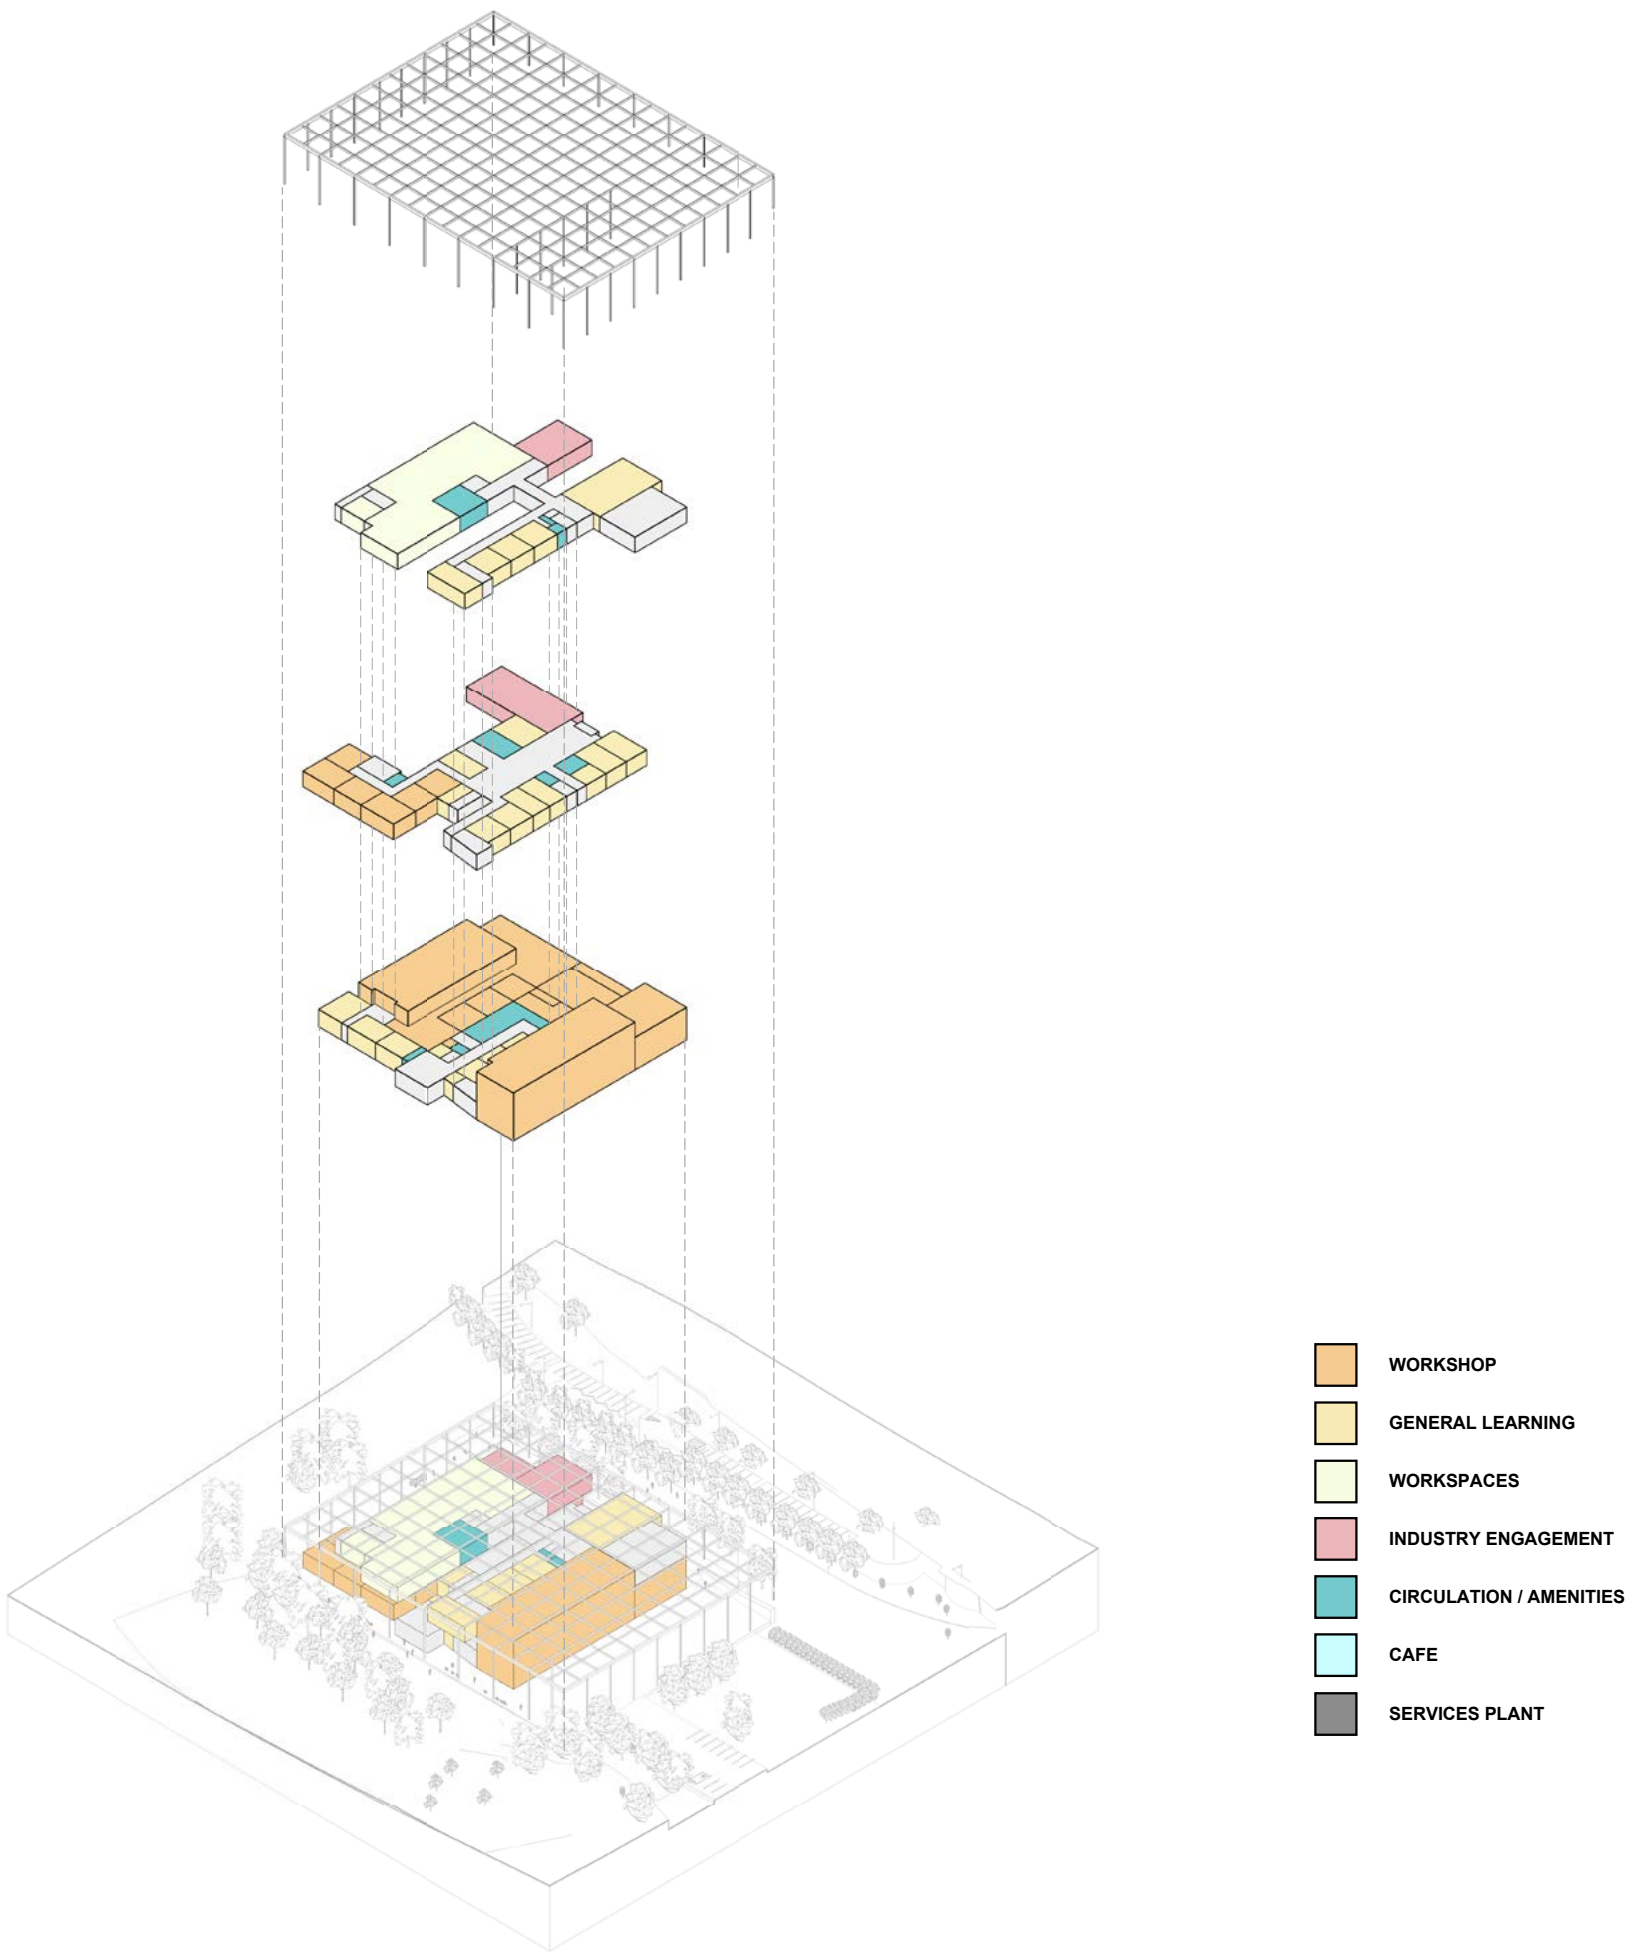 WORKSHOP
GENERAL LEARNING
WORKSPACES
INDUSTRY ENGAGEMENT
CIRCULATION / AMENITIES
CAFE
SERVICES PLANT